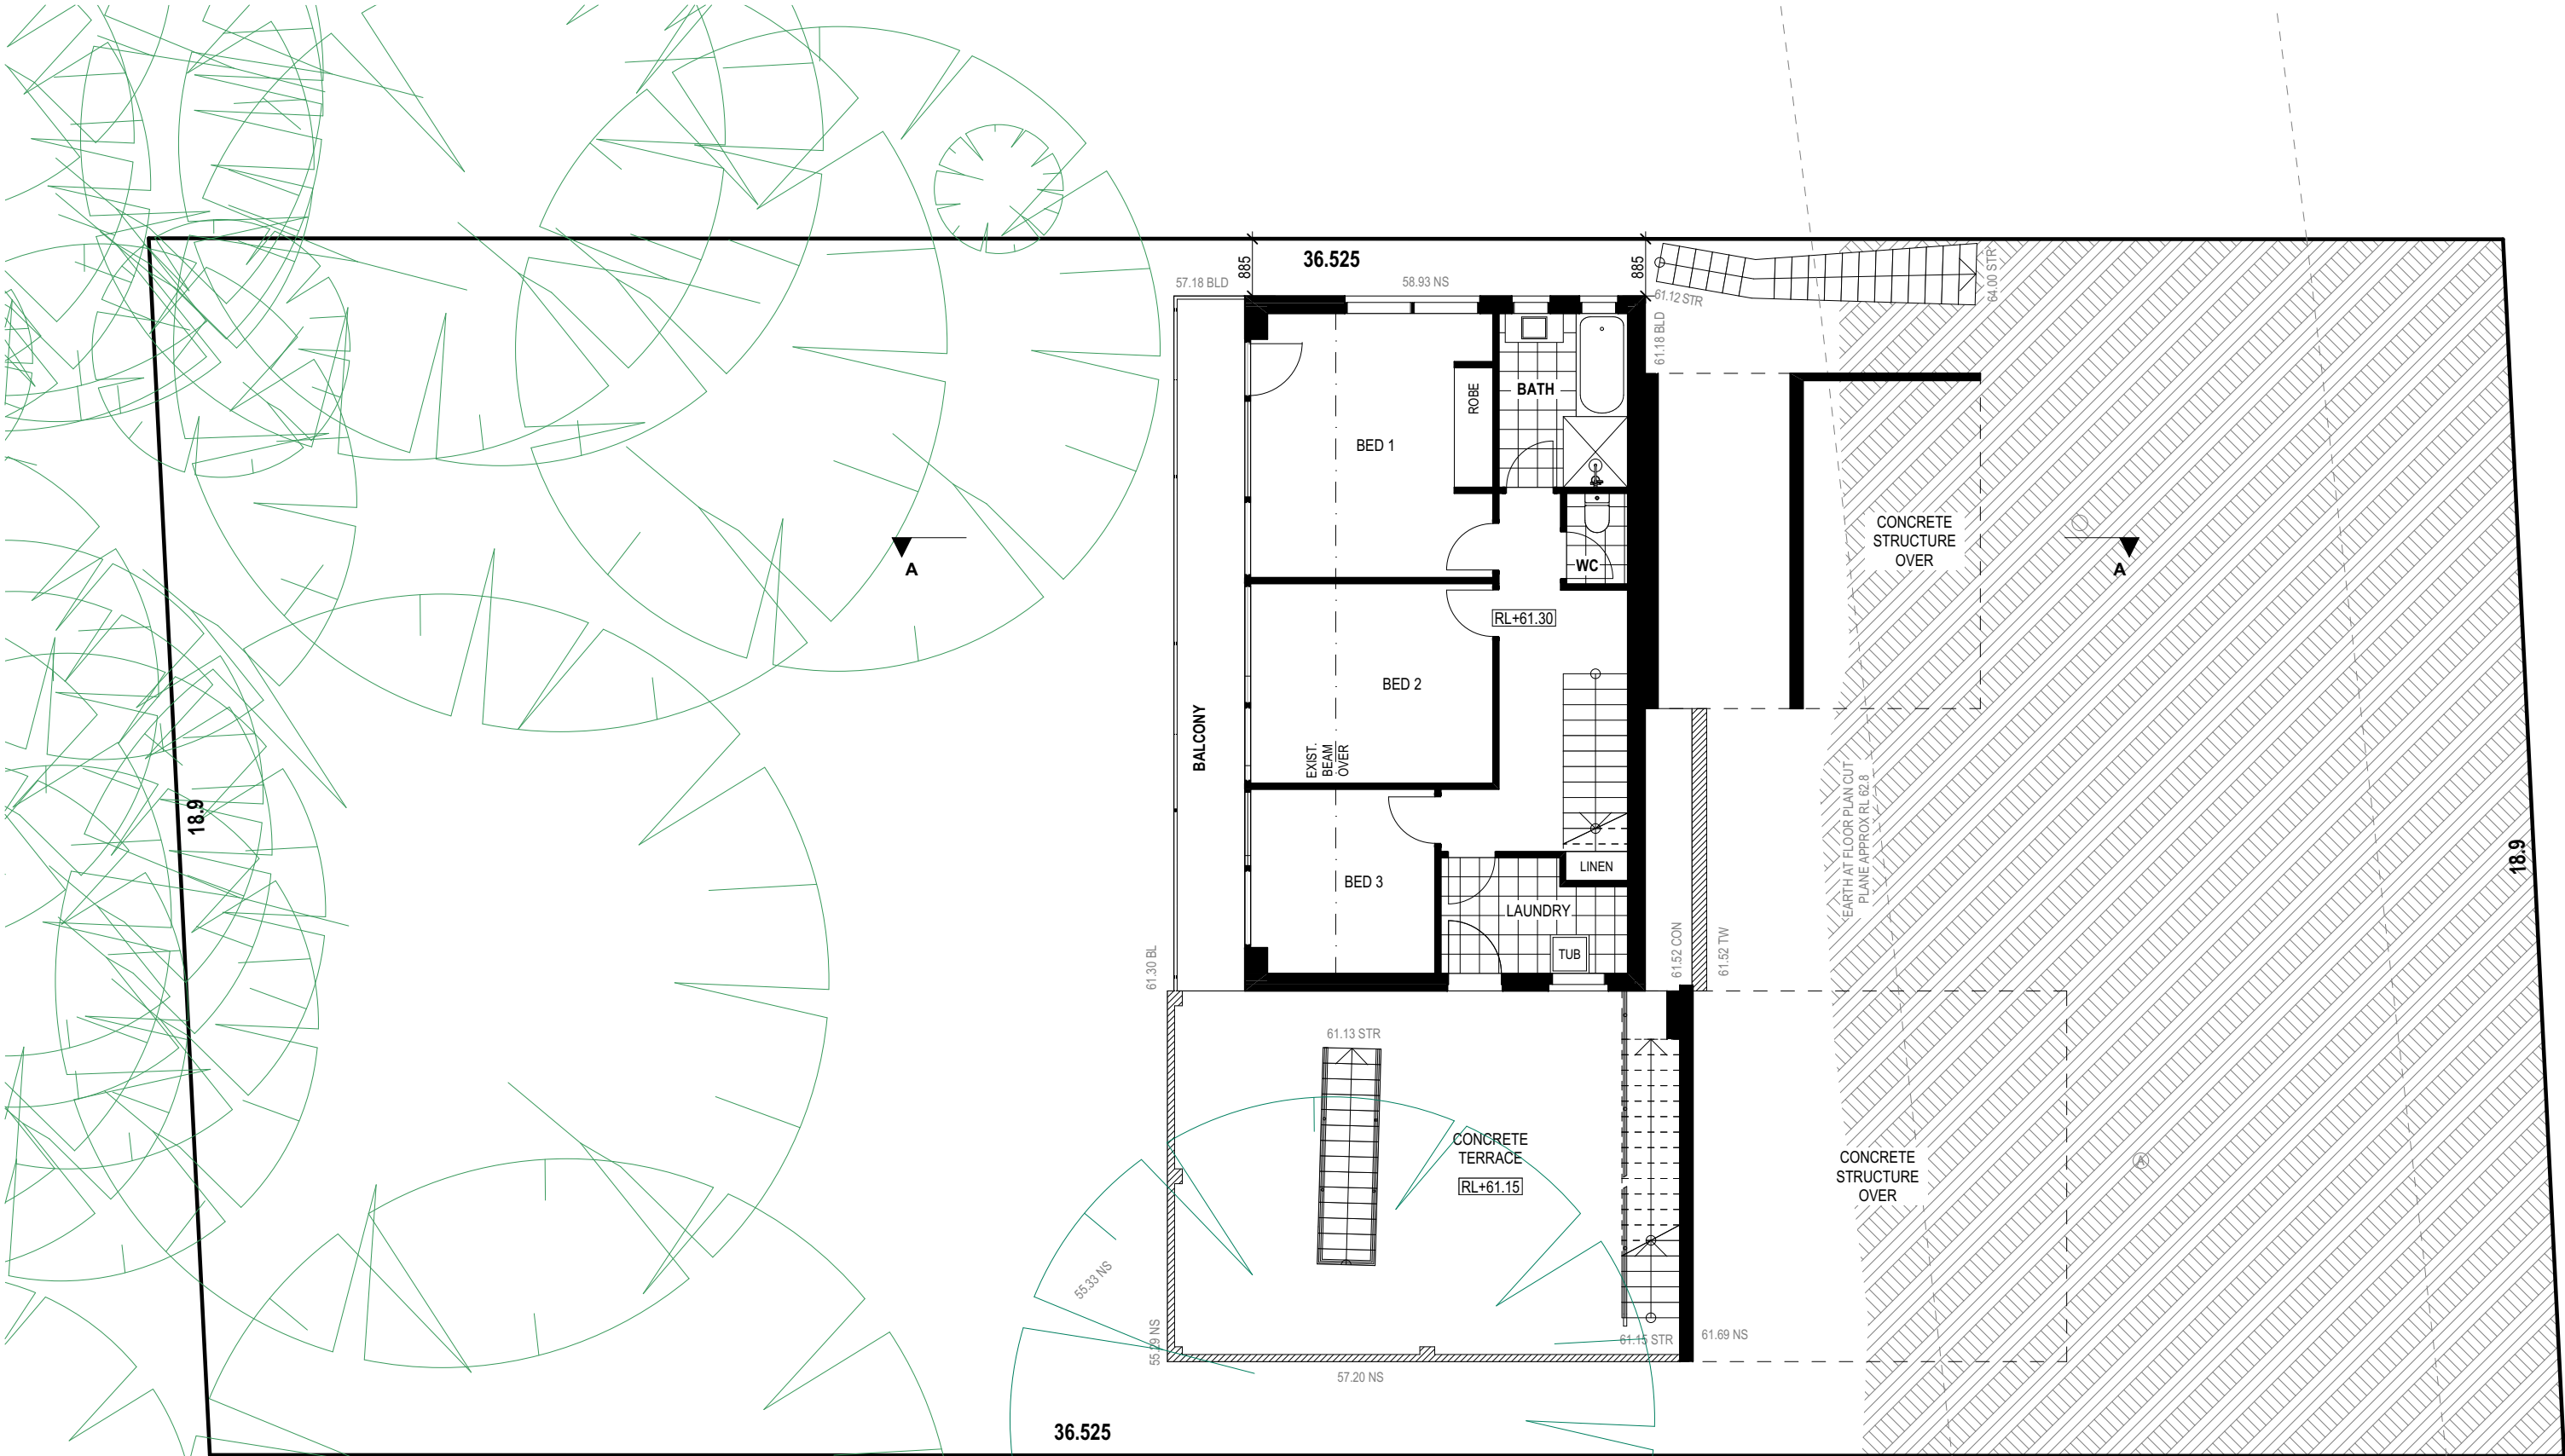 36.525
885
885
57.18 BLD
58.93 NS
61.12 STR
64.00 STR
61.18 BLD
ROBE
BATH
BED 1
A
CONCRETE
STRUCTURE
OVER
A
WC
RL+61.30
BED 2
BALCONY
EXIST.
BEAM
OVER
18.9
EARTH AT FLOOR PLAN CUT
PLANE APPROX RL 62.8
18.9
LINEN
BED 3
LAUNDRY
TUB
61.30 BL
61.52 CON
61.52 TW
61.13 STR
CONCRETE
TERRACE
RL+61.15
CONCRETE
STRUCTURE
OVER
A
55.33 NS
55.29 NS
61.15 STR
61.69 NS
57.20 NS
36.525